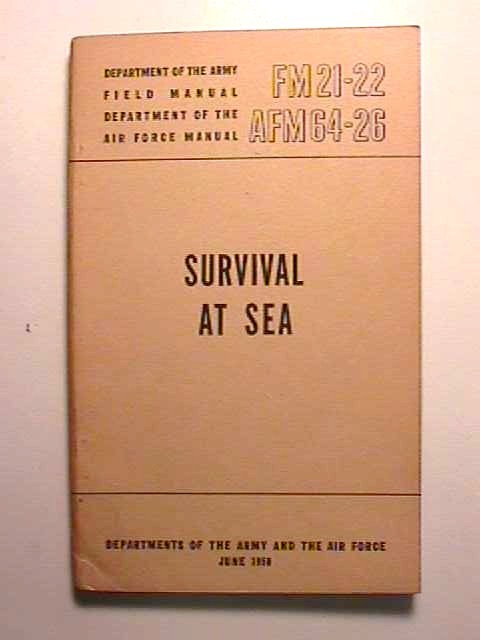 DEPARTMENT OF THE ARMY
FIELD MANUAL
DEPARTMENT OF THE
AIR FORCE MANUAL
FM 21-22
AFM 64-26
SURVIVAL
AT SEA
DEPARTMENTS OF THE ARMY AND THE AIR FORCE
JUNE 1950